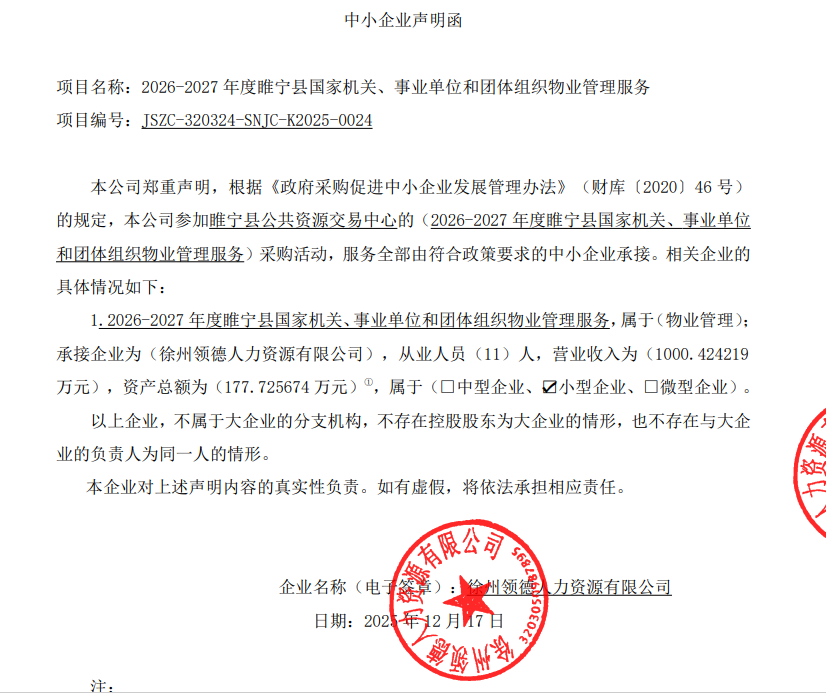 中小企业声明函
项目名称：2026-2027 年度睢宁县国家机关、事业单位和团体组织物业管理服务
项目编号：JSZC-320324-SNJC-K2025-0024
本公司郑重声明，根据《政府采购促进中小企业发展管理办法》（财库〔2020〕46 号）
的规定，本公司参加睢宁县公共资源交易中心的（2026-2027 年度睢宁县国家机关、事业单位
和团体组织物业管理服务）采购活动，服务全部由符合政策要求的中小企业承接。相关企业的
具体情况如下：
1.2026-2027 年度睢宁县国家机关、事业单位和团体组织物业管理服务，属于（物业管理）；
承接企业为（徐州领德人力资源有限公司），从业人员（11）人，营业收入为（1000.424219
万元），资产总额为（177.725674 万元）①，属于（□中型企业、☑小型企业、□微型企业）。
以上企业，不属于大企业的分支机构，不存在控股股东为大企业的情形，也不存在与大企
业的负责人为同一人的情形。
本企业对上述声明内容的真实性负责。如有虚假，将依法承担相应责任。
企业名称（电子签章）：徐州领德人力资源有限公司
日期：2025 年 12 月 17 日
徐州领德人力资源有限公司
人力资源
注：